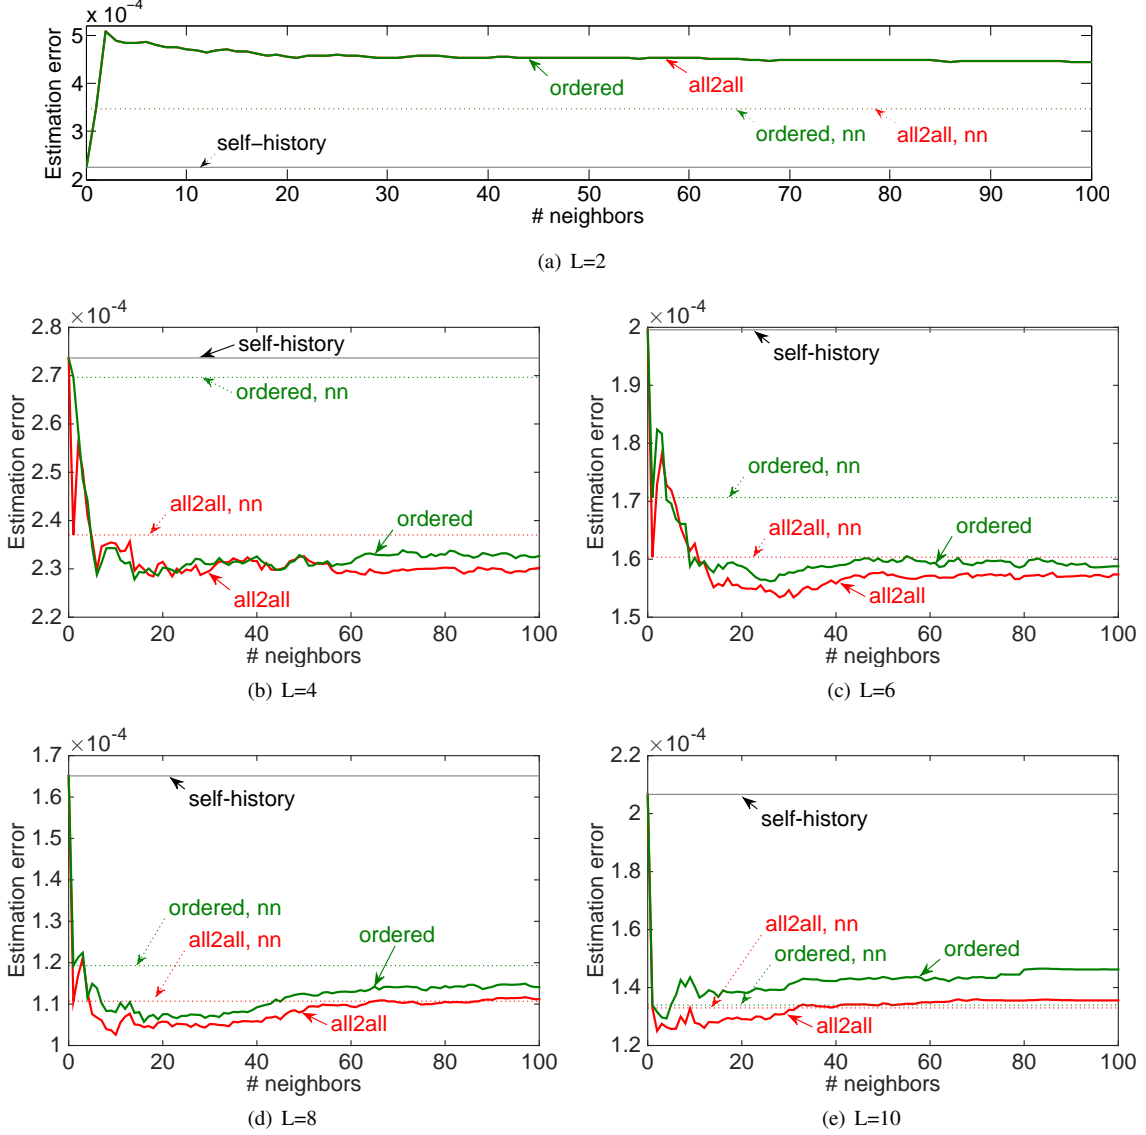 x 10⁻⁴
5
4
3
2
Estimation error
ordered
all2all
ordered, nn
all2all, nn
self−history
0 10 20 30 40 50 60 70 80 90 100
# neighbors
(a) L=2
×10⁻⁴
2.8
2.7
2.6
2.5
2.4
2.3
2.2
Estimation error
self-history
ordered, nn
all2all, nn
ordered
all2all
0 20 40 60 80 100
# neighbors
(b) L=4
×10⁻⁴
2
1.9
1.8
1.7
1.6
1.5
Estimation error
self-history
ordered, nn
all2all, nn
ordered
all2all
0 20 40 60 80 100
# neighbors
(c) L=6
×10⁻⁴
1.7
1.6
1.5
1.4
1.3
1.2
1.1
1
Estimation error
self-history
ordered, nn
all2all, nn
ordered
all2all
0 20 40 60 80 100
# neighbors
(d) L=8
×10⁻⁴
2.2
2
1.8
1.6
1.4
1.2
Estimation error
self-history
all2all, nn
ordered, nn
ordered
all2all
0 20 40 60 80 100
# neighbors
(e) L=10